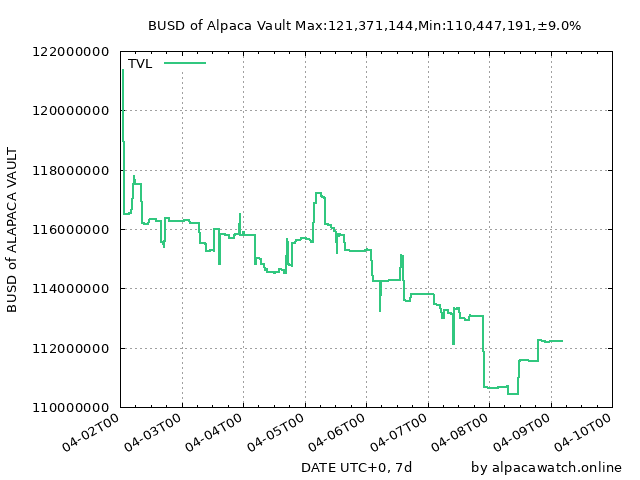 BUSD of Alpaca Vault Max:121,371,144,Min:110,447,191,±9.0%
TVL
122000000
120000000
118000000
116000000
114000000
112000000
110000000
BUSD of ALAPACA VAULT
04-02T00
04-03T00
04-04T00
04-05T00
04-06T00
04-07T00
04-08T00
04-09T00
04-10T00
DATE UTC+0, 7d
by alpacawatch.online